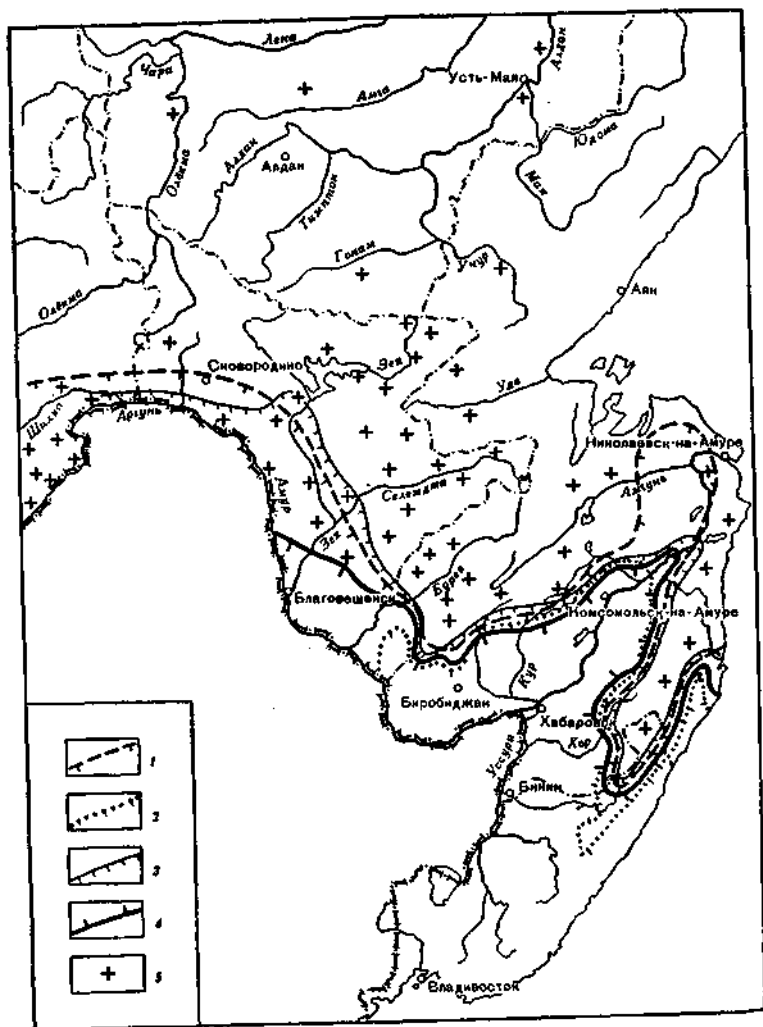 Лена
Чара
Алдан
Амга
Усть-Мая
Юдома
Олёкма
Алдан
Алдан
Мая
Тимптон
Гонам
Учур
Олёкма
Аян
Сковородино
Зея
Уда
Шилка
Аргунь
Николаевск-на-Амуре
Амур
Селемджа
Амгунь
Зея
Бурея
Благовещенск
Комсомольск-на-Амуре
Кур
Биробиджан
Хабаровск
Хор
Уссури
Бикин
Владивосток
1
2
3
4
5